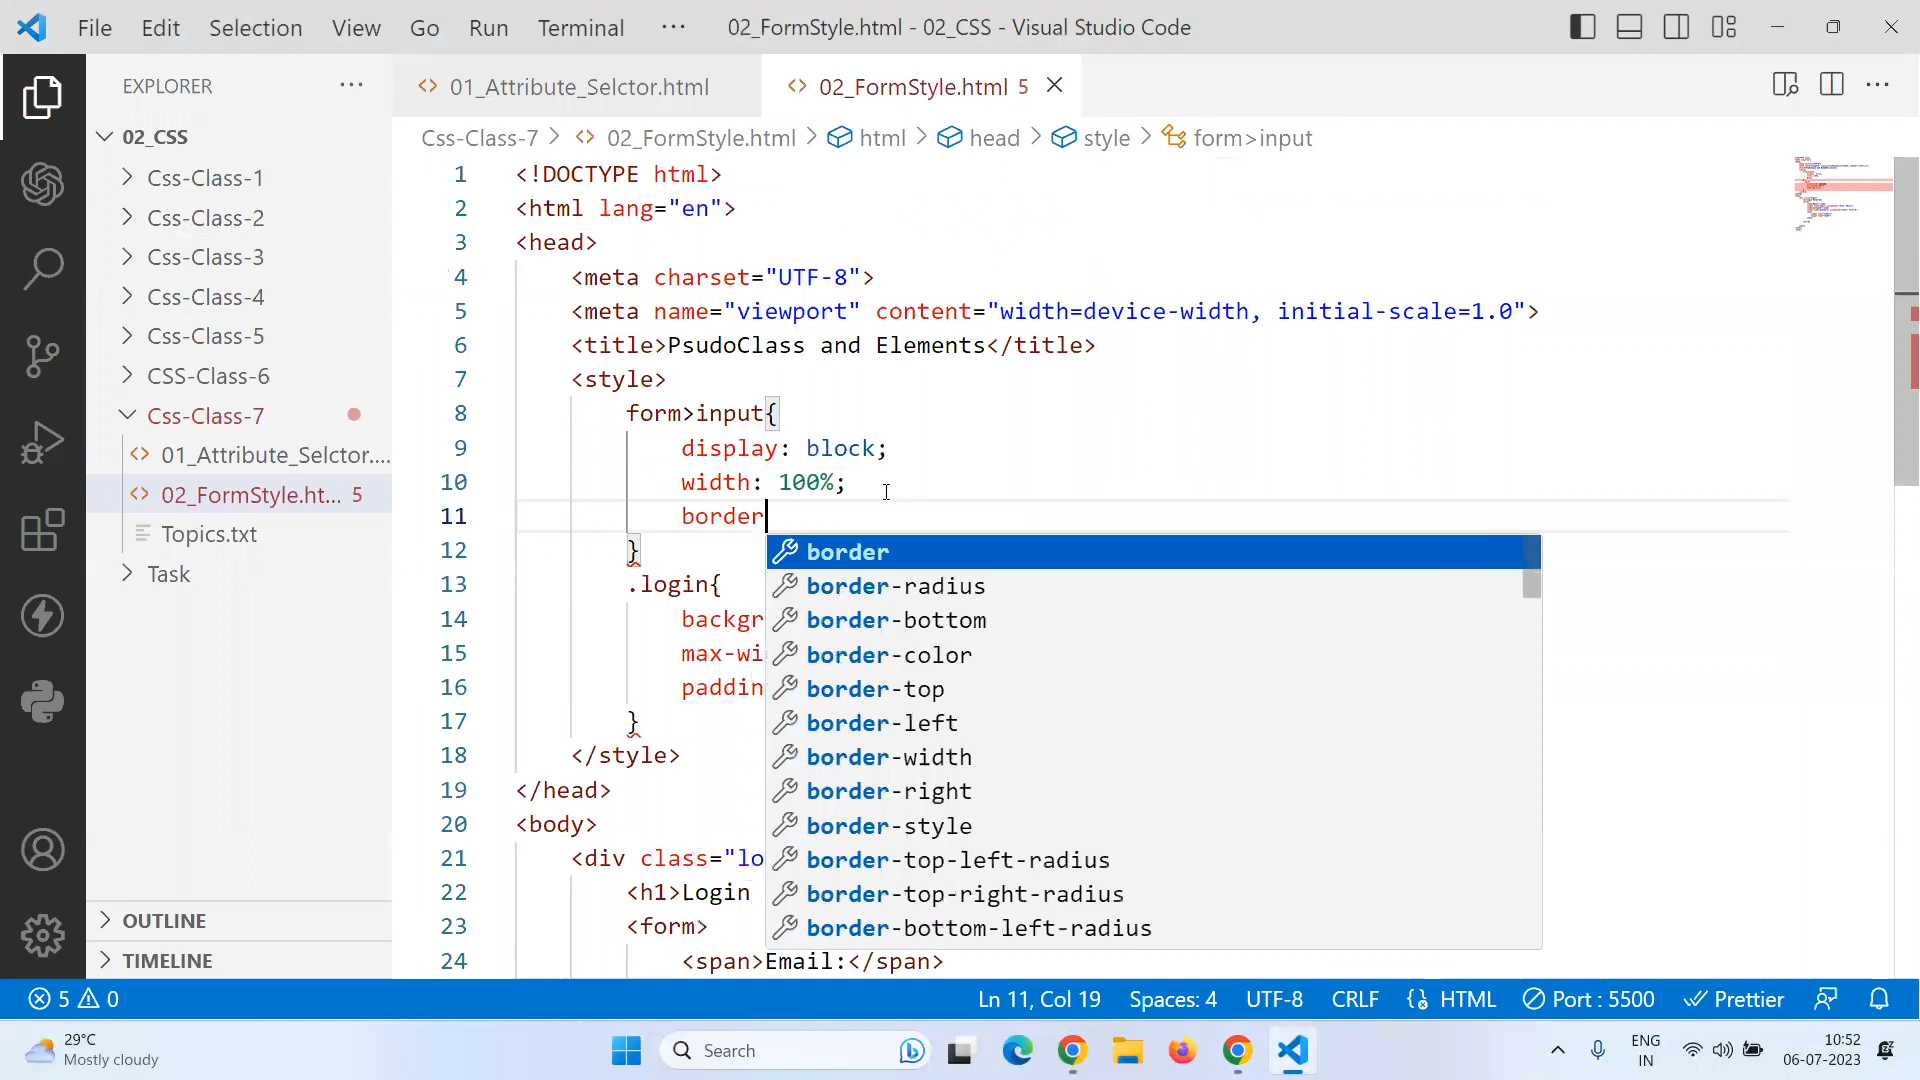 File Edit Selection View Go Run Terminal ··· 02_FormStyle.html - 02_CSS - Visual Studio Code
EXPLORER ···
01_Attribute_Selctor.html
02_FormStyle.html 5
02_CSS
Css-Class-1
Css-Class-2
Css-Class-3
Css-Class-4
Css-Class-5
CSS-Class-6
Css-Class-7
01_Attribute_Selctor....
02_FormStyle.ht... 5
Topics.txt
Task
OUTLINE
TIMELINE
Css-Class-7 > 02_FormStyle.html > html > head > style > form>input
1 <!DOCTYPE html>
2 <html lang="en">
3 <head>
4 <meta charset="UTF-8">
5 <meta name="viewport" content="width=device-width, initial-scale=1.0">
6 <title>PsudoClass and Elements</title>
7 <style>
8 form>input{
9 display: block;
10 width: 100%;
11 border
12 }
13 .login{
14 backgr
15 max-wi
16 paddin
17 }
18 </style>
19 </head>
20 <body>
21 <div class="lo
22 <h1>Login
23 <form>
24 <span>Email:</span>
border
border-radius
border-bottom
border-color
border-top
border-left
border-width
border-right
border-style
border-top-left-radius
border-top-right-radius
border-bottom-left-radius
5 0 Ln 11, Col 19 Spaces: 4 UTF-8 CRLF HTML Port : 5500 Prettier
29°C
Mostly cloudy
Search
ENG
IN
10:52
06-07-2023